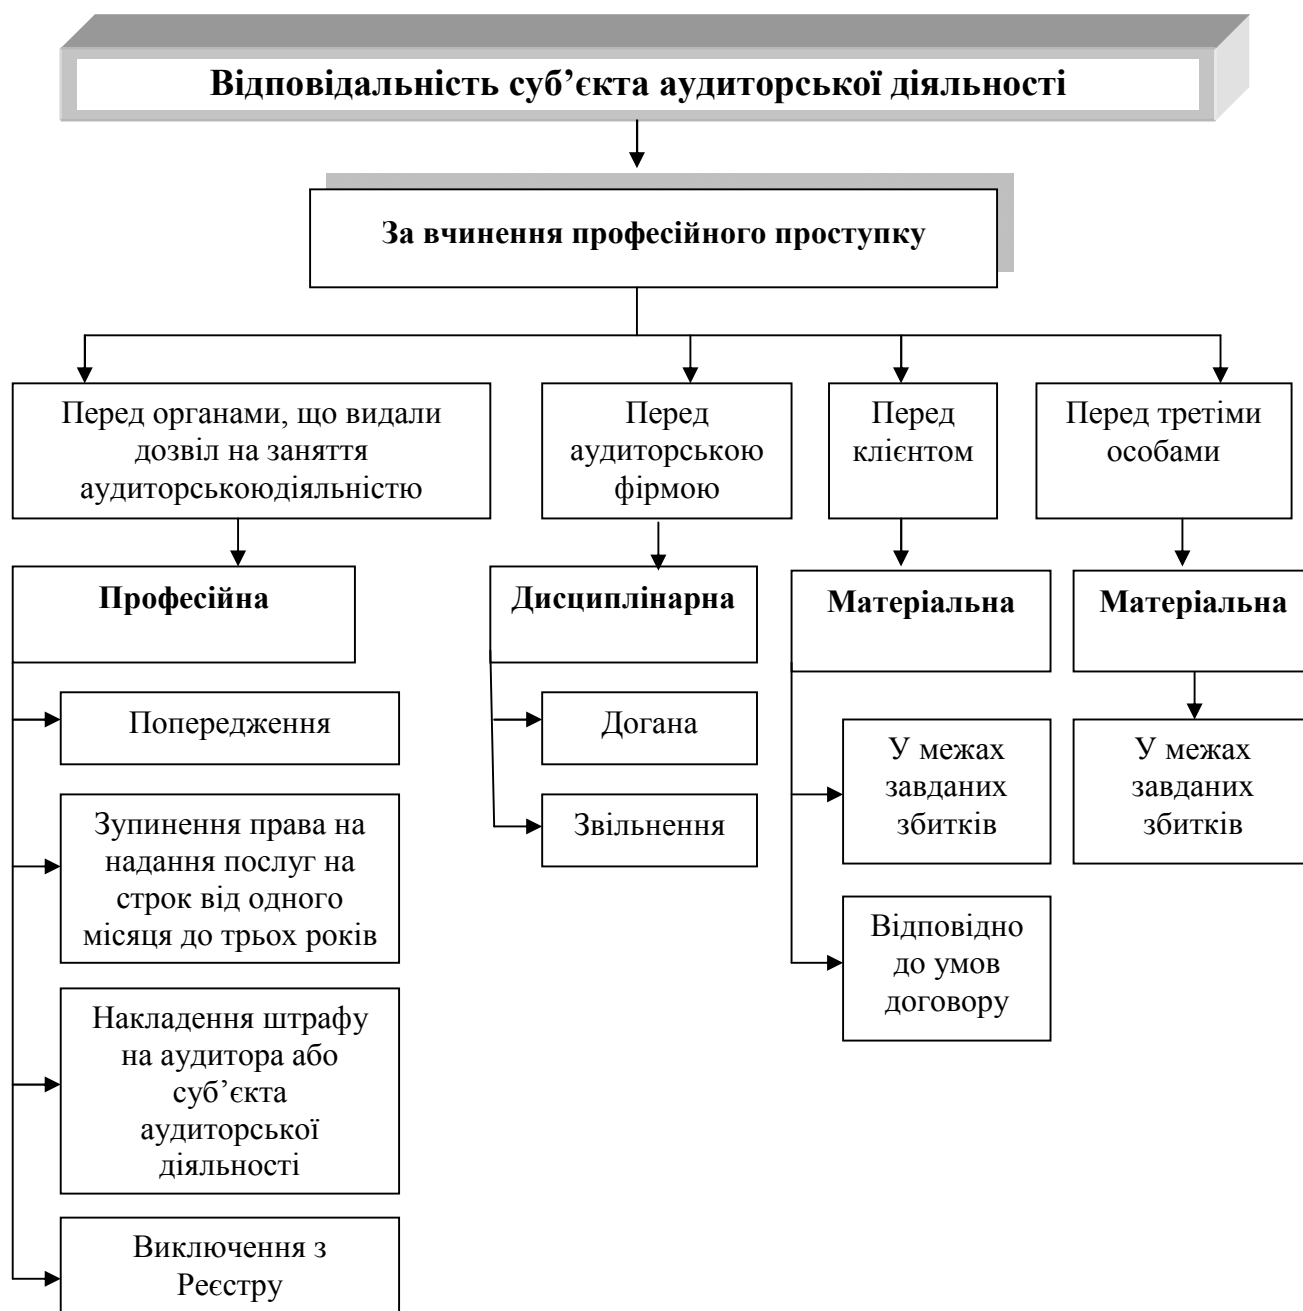 Відповідальність суб’єкта аудиторської діяльності
За вчинення професійного проступку
Перед органами, що видали
дозвіл на заняття
аудиторськоюдіяльністю
Перед
аудиторською
фірмою
Перед
клієнтом
Перед третіми
особами
Професійна
Дисциплінарна
Матеріальна
Матеріальна
Попередження
Зупинення права на
надання послуг на
строк від одного
місяця до трьох років
Накладення штрафу
на аудитора або
суб’єкта
аудиторської
діяльності
Виключення з
Реєстру
Догана
Звільнення
У межах
завданих
збитків
Відповідно
до умов
договору
У межах
завданих
збитків